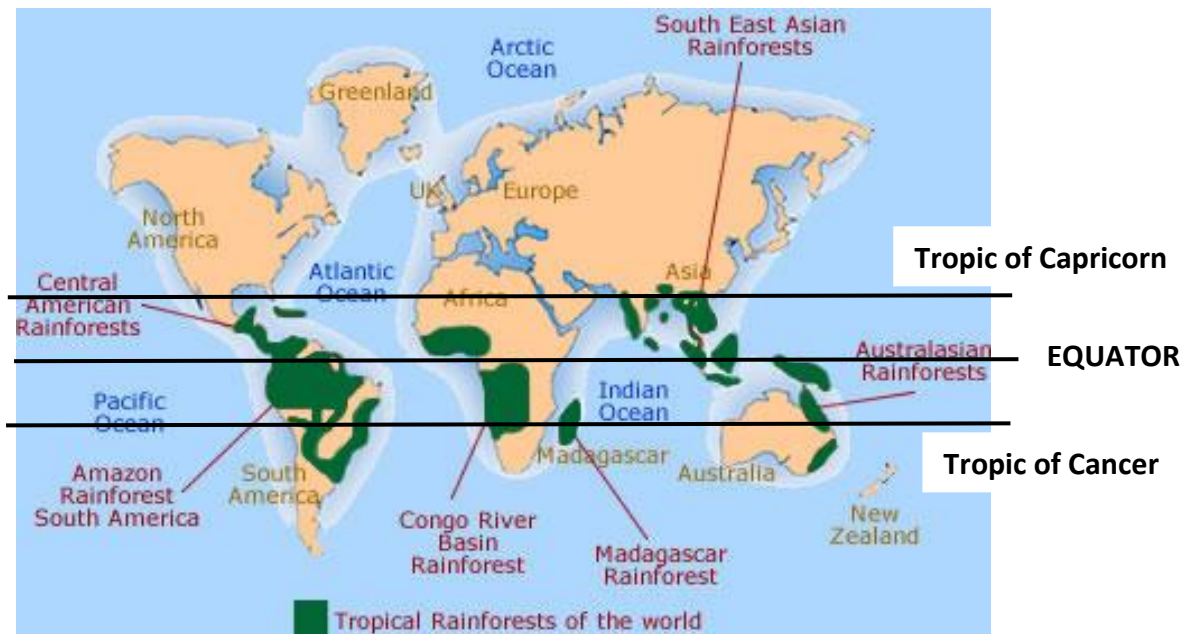 South East Asian
Rainforests
Arctic
Ocean
Greenland
UK
Europe
North
America
Tropic of Capricorn
Atlantic
Ocean
Asia
Central
American
Rainforests
Africa
EQUATOR
Australasian
Rainforests
Pacific
Ocean
Indian
Ocean
Madagascar
Australia
Tropic of Cancer
Amazon
Rainforest
South America
South
America
Congo River
Basin
Rainforest
Madagascar
Rainforest
New
Zealand
Tropical Rainforests of the world